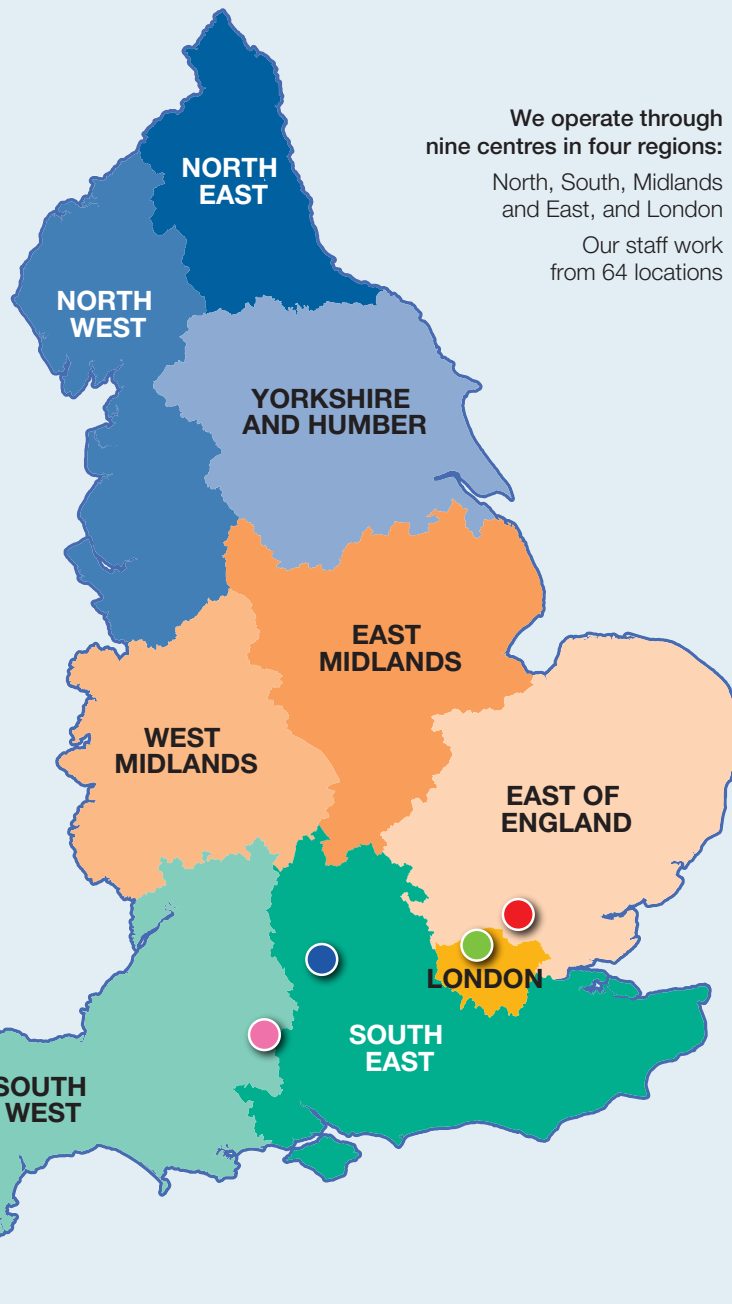 We operate through
nine centres in four regions:
North, South, Midlands
and East, and London
Our staff work
from 64 locations
NORTH
EAST
NORTH
WEST
YORKSHIRE
AND HUMBER
EAST
MIDLANDS
WEST
MIDLANDS
EAST OF
ENGLAND
LONDON
SOUTH
EAST
SOUTH
WEST